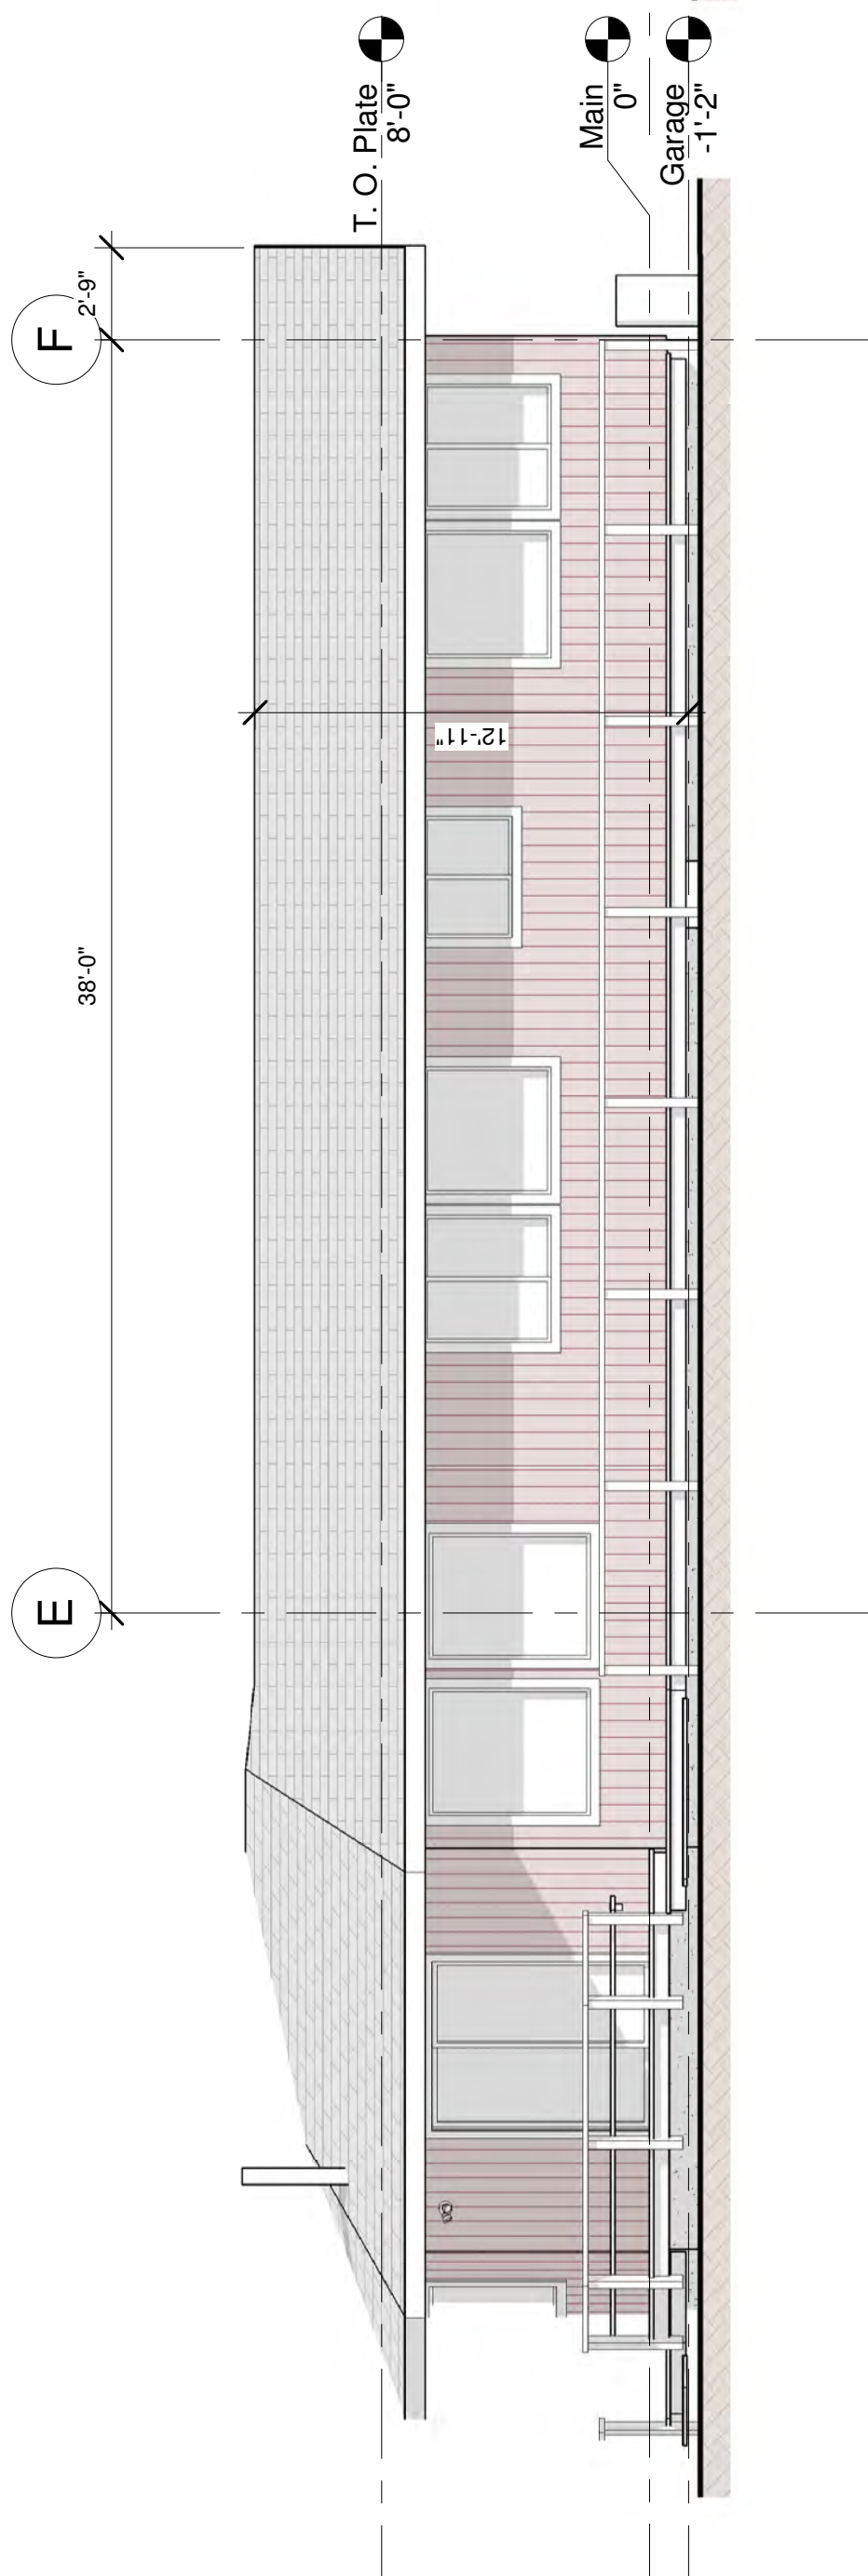 T. O. Plate
8'-0"
Main
0"
Garage
-1'-2"
F
2'-9"
12'-11"
38'-0"
E